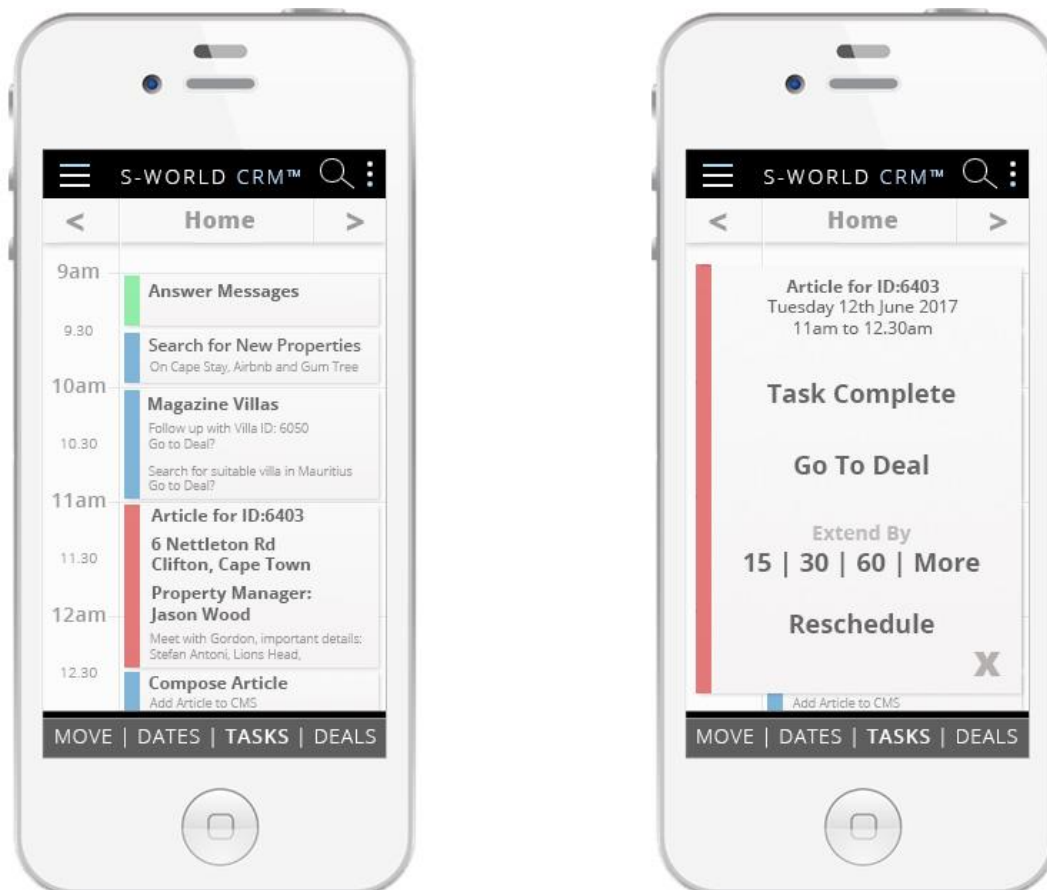 S-WORLD CRM™
< Home >
9am
Answer Messages
9.30
Search for New Properties
On Cape Stay, Airbnb and Gum Tree
10am
Magazine Villas
Follow up with Villa ID: 6050
10.30
Go to Deal?
Search for suitable villa in Mauritius
Go to Deal?
11am
Article for ID:6403
6 Nettleton Rd
11.30
Clifton, Cape Town
Property Manager:
12am
Jason Wood
Meet with Gordon, important details:
Stefan Antoni, Lions Head,
12.30
Compose Article
Add Article to CMS
MOVE | DATES | TASKS | DEALS
S-WORLD CRM™
< Home >
Article for ID:6403
Tuesday 12th June 2017
11am to 12.30am
Task Complete
Go To Deal
Extend By
15 | 30 | 60 | More
Reschedule
X
Add Article to CMS
MOVE | DATES | TASKS | DEALS